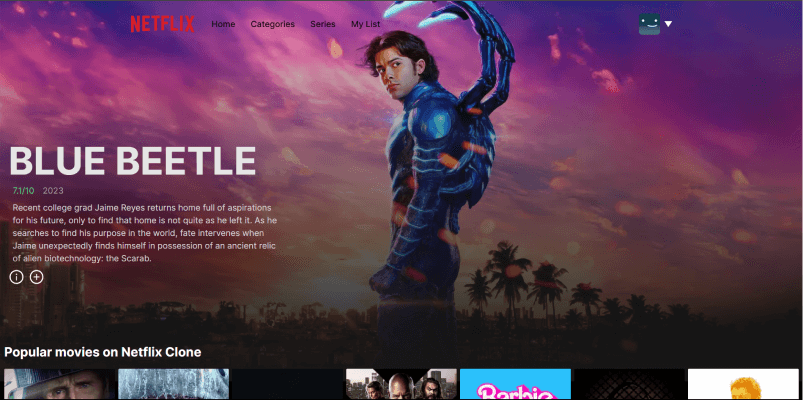 NETFLIX Home Categories Series My List
BLUE BEETLE
7.1/10 2023
Recent college grad Jaime Reyes returns home full of aspirations
for his future, only to find that home is not quite as he left it. As he
searches to find his purpose in the world, fate intervenes when
Jaime unexpectedly finds himself in possession of an ancient relic
of alien biotechnology: the Scarab.
Popular movies on Netflix Clone
Barbie